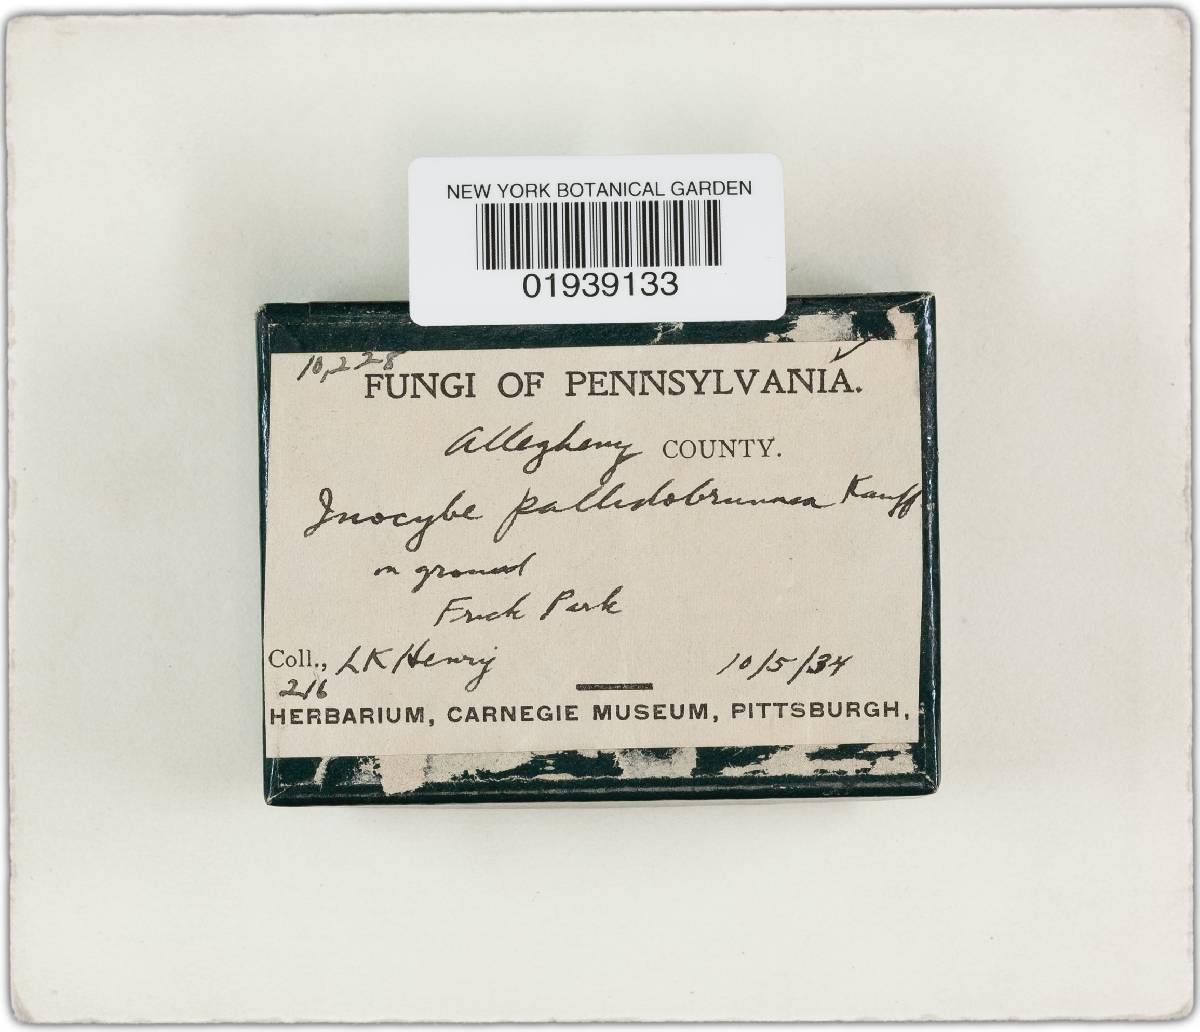 NEW YORK BOTANICAL GARDEN
01939133
10,228
FUNGI OF PENNSYLVANIA.
Allegheny COUNTY.
Inocybe pallidobrunnea Kauff
on ground
Frick Park
Coll., LK Henry 10/5/34
216
HERBARIUM, CARNEGIE MUSEUM, PITTSBURGH,